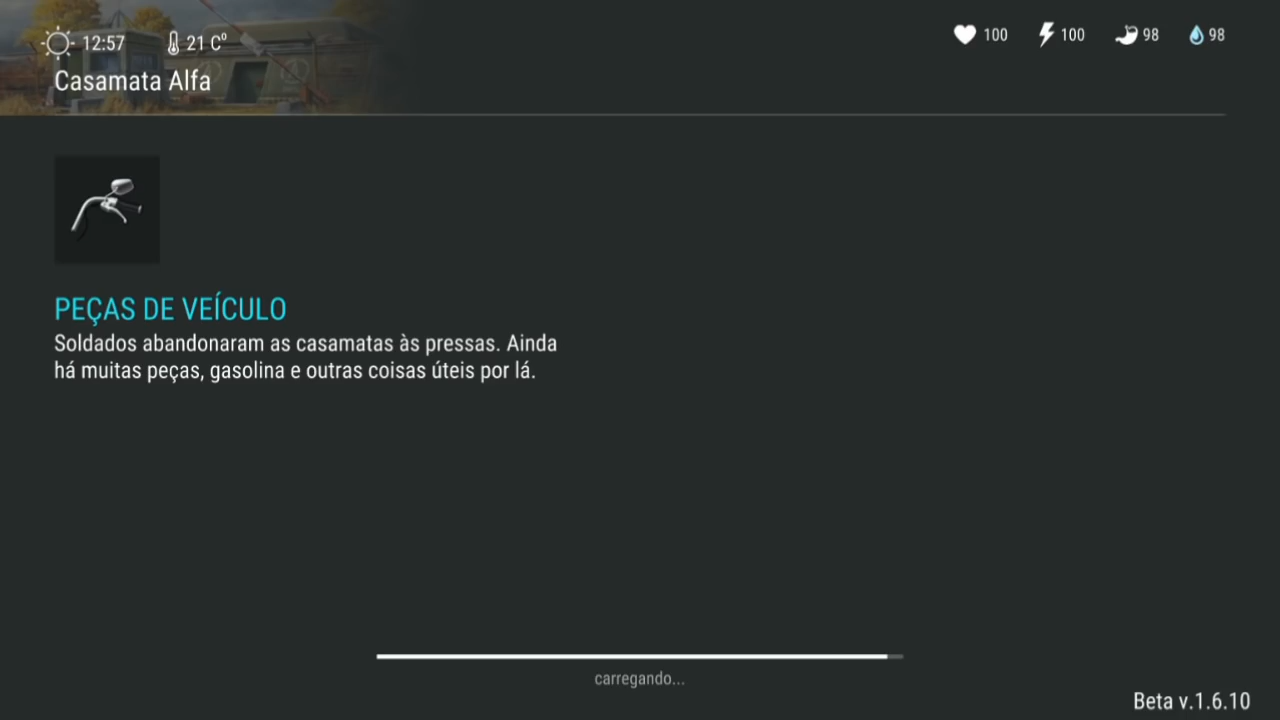 12:57 21 Cº
Casamata Alfa
100 100 98 98
PEÇAS DE VEÍCULO
Soldados abandonaram as casamatas às pressas. Ainda
há muitas peças, gasolina e outras coisas úteis por lá.
carregando...
Beta v.1.6.10